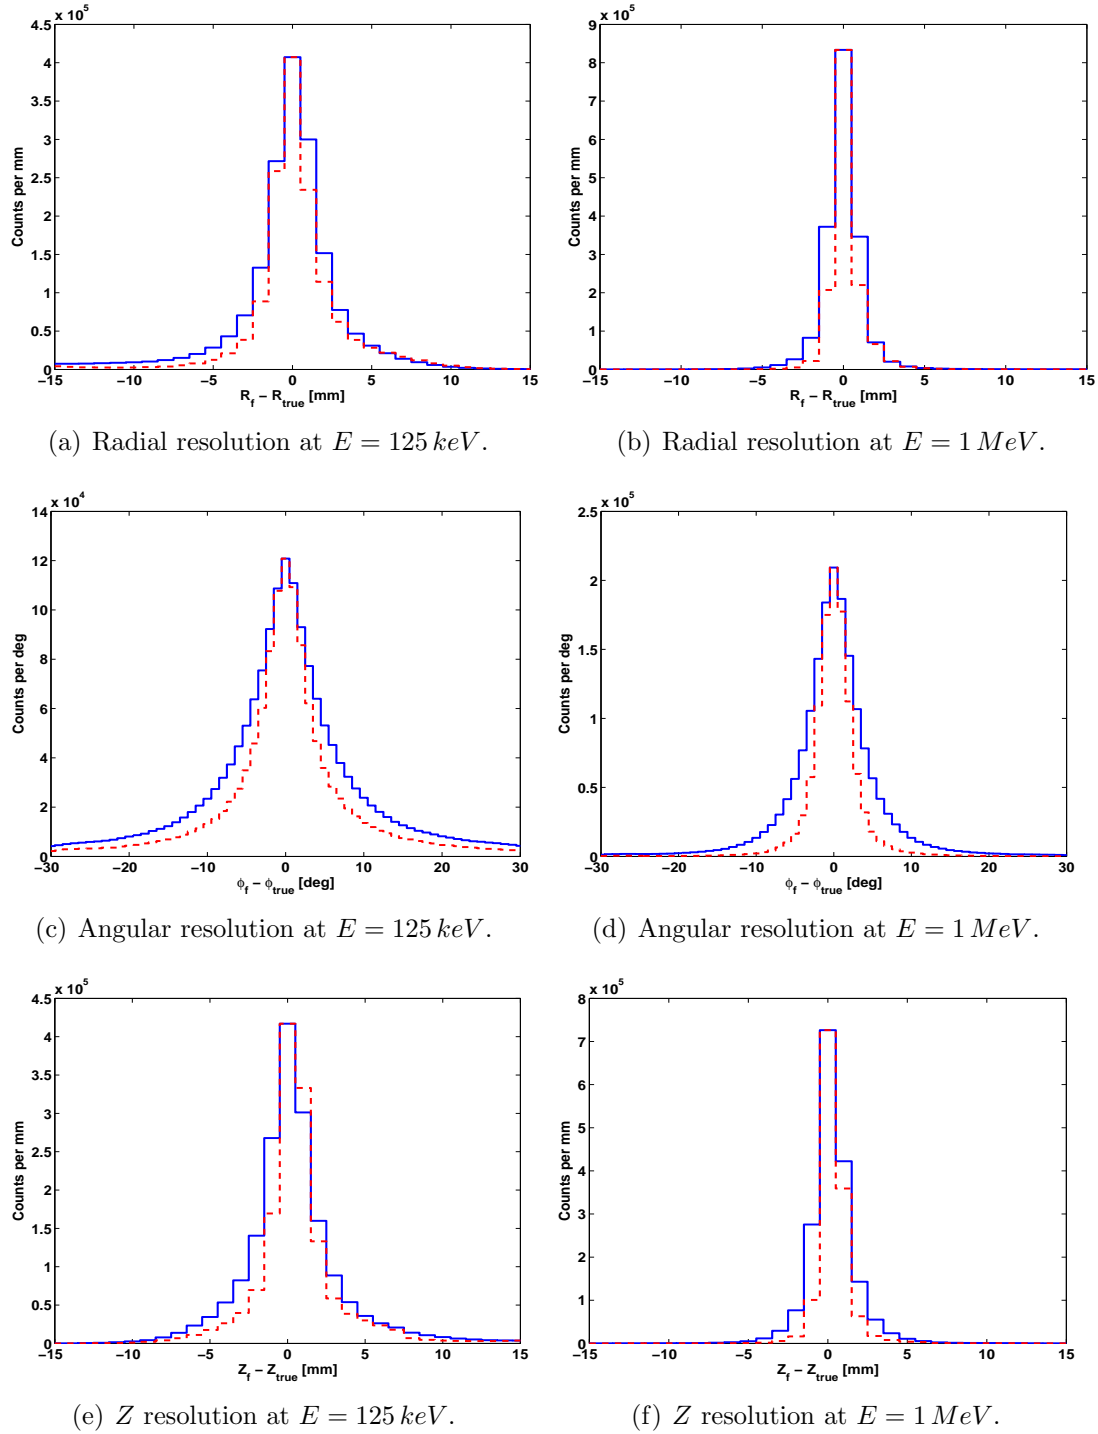 x 10^5
4.5
4
3.5
3
2.5
2
1.5
1
0.5
0
Counts per mm
−15 −10 −5 0 5 10 15
R_f − R_true [mm]
(a) Radial resolution at E = 125 keV.
x 10^5
9
8
7
6
5
4
3
2
1
0
Counts per mm
−15 −10 −5 0 5 10 15
R_f − R_true [mm]
(b) Radial resolution at E = 1 MeV.
x 10^4
14
12
10
8
6
4
2
0
Counts per deg
−30 −20 −10 0 10 20 30
ϕ_f − ϕ_true [deg]
(c) Angular resolution at E = 125 keV.
x 10^5
2.5
2
1.5
1
0.5
0
Counts per deg
−30 −20 −10 0 10 20 30
ϕ_f − ϕ_true [deg]
(d) Angular resolution at E = 1 MeV.
x 10^5
4.5
4
3.5
3
2.5
2
1.5
1
0.5
0
Counts per mm
−15 −10 −5 0 5 10 15
Z_f − Z_true [mm]
(e) Z resolution at E = 125 keV.
x 10^5
8
7
6
5
4
3
2
1
0
Counts per mm
−15 −10 −5 0 5 10 15
Z_f − Z_true [mm]
(f) Z resolution at E = 1 MeV.